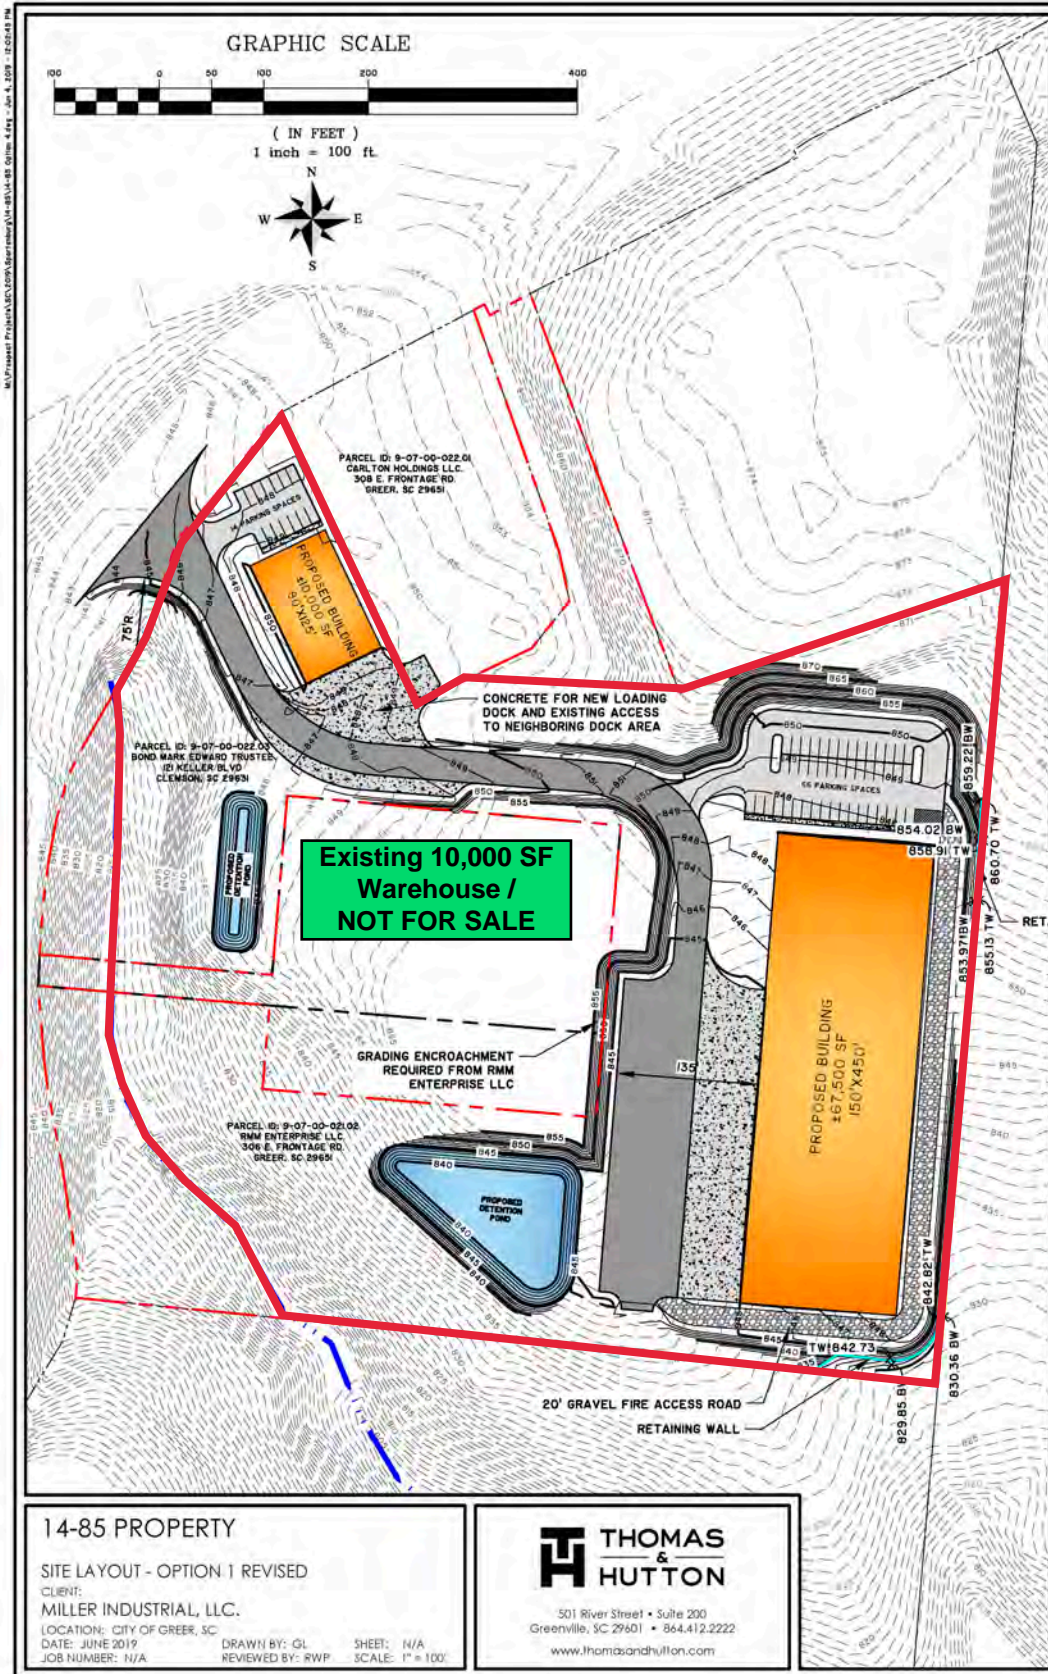 GRAPHIC SCALE
100 0 50 100 200 400
( IN FEET )
1 inch = 100 ft.
N
W E
S
PARCEL ID: 9-07-00-022.01
CARLTON HOLDINGS LLC.
308 E. FRONTAGE RD.
GREER, SC 29651
14 PARKING SPACES
PROPOSED BUILDING
±10,000 SF
80'X125'
75'R.
CONCRETE FOR NEW LOADING
DOCK AND EXISTING ACCESS
TO NEIGHBORING DOCK AREA
PARCEL ID: 9-07-00-022.03
BOND MARK EDWARD TRUSTEE
121 KELLER BLVD
CLEMSON, SC 29631
PROPOSED
DETENTION
POND
Existing 10,000 SF
Warehouse /
NOT FOR SALE
870
865
860
855
850
66 PARKING SPACES
859.22 BW
854.02 BW
858.91 TW
860.70 TW
853.97 BW
855.13 TW
RET
GRADING ENCROACHMENT
REQUIRED FROM RMM
ENTERPRISE LLC
135'
PROPOSED BUILDING
±67,500 SF
150'X450'
PARCEL ID: 9-07-00-021.02
RMM ENTERPRISE LLC
306 E. FRONTAGE RD.
GREER, SC 29651
PROPOSED
DETENTION
POND
842.82 TW
TW 842.73
830.36 BW
829.85 BW
20' GRAVEL FIRE ACCESS ROAD
RETAINING WALL
14-85 PROPERTY
SITE LAYOUT - OPTION 1 REVISED
CLIENT:
MILLER INDUSTRIAL, LLC.
LOCATION: CITY OF GREER, SC
DATE: JUNE 2019 DRAWN BY: GL SHEET: N/A
JOB NUMBER: N/A REVIEWED BY: RWP SCALE: 1" = 100'
THOMAS
&
HUTTON
501 River Street • Suite 200
Greenville, SC 29601 • 864.412.2222
www.thomasandhutton.com